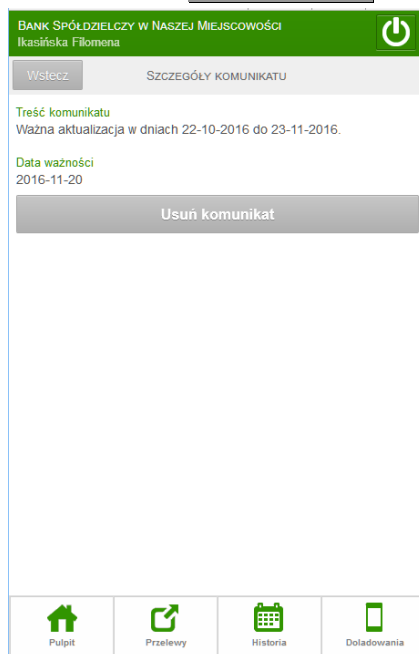 Bank Spółdzielczy w Naszej Miejscowości
Ikasińska Filomena
Wstecz
Szczegóły komunikatu
Treść komunikatu
Ważna aktualizacja w dniach 22-10-2016 do 23-11-2016.
Data ważności
2016-11-20
Usuń komunikat
Pulpit
Przelewy
Historia
Doładowania